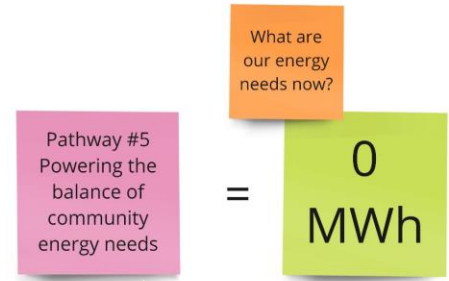 What are
our energy
needs now?
Pathway #5
Powering the
balance of
community
energy needs
=
0
MWh